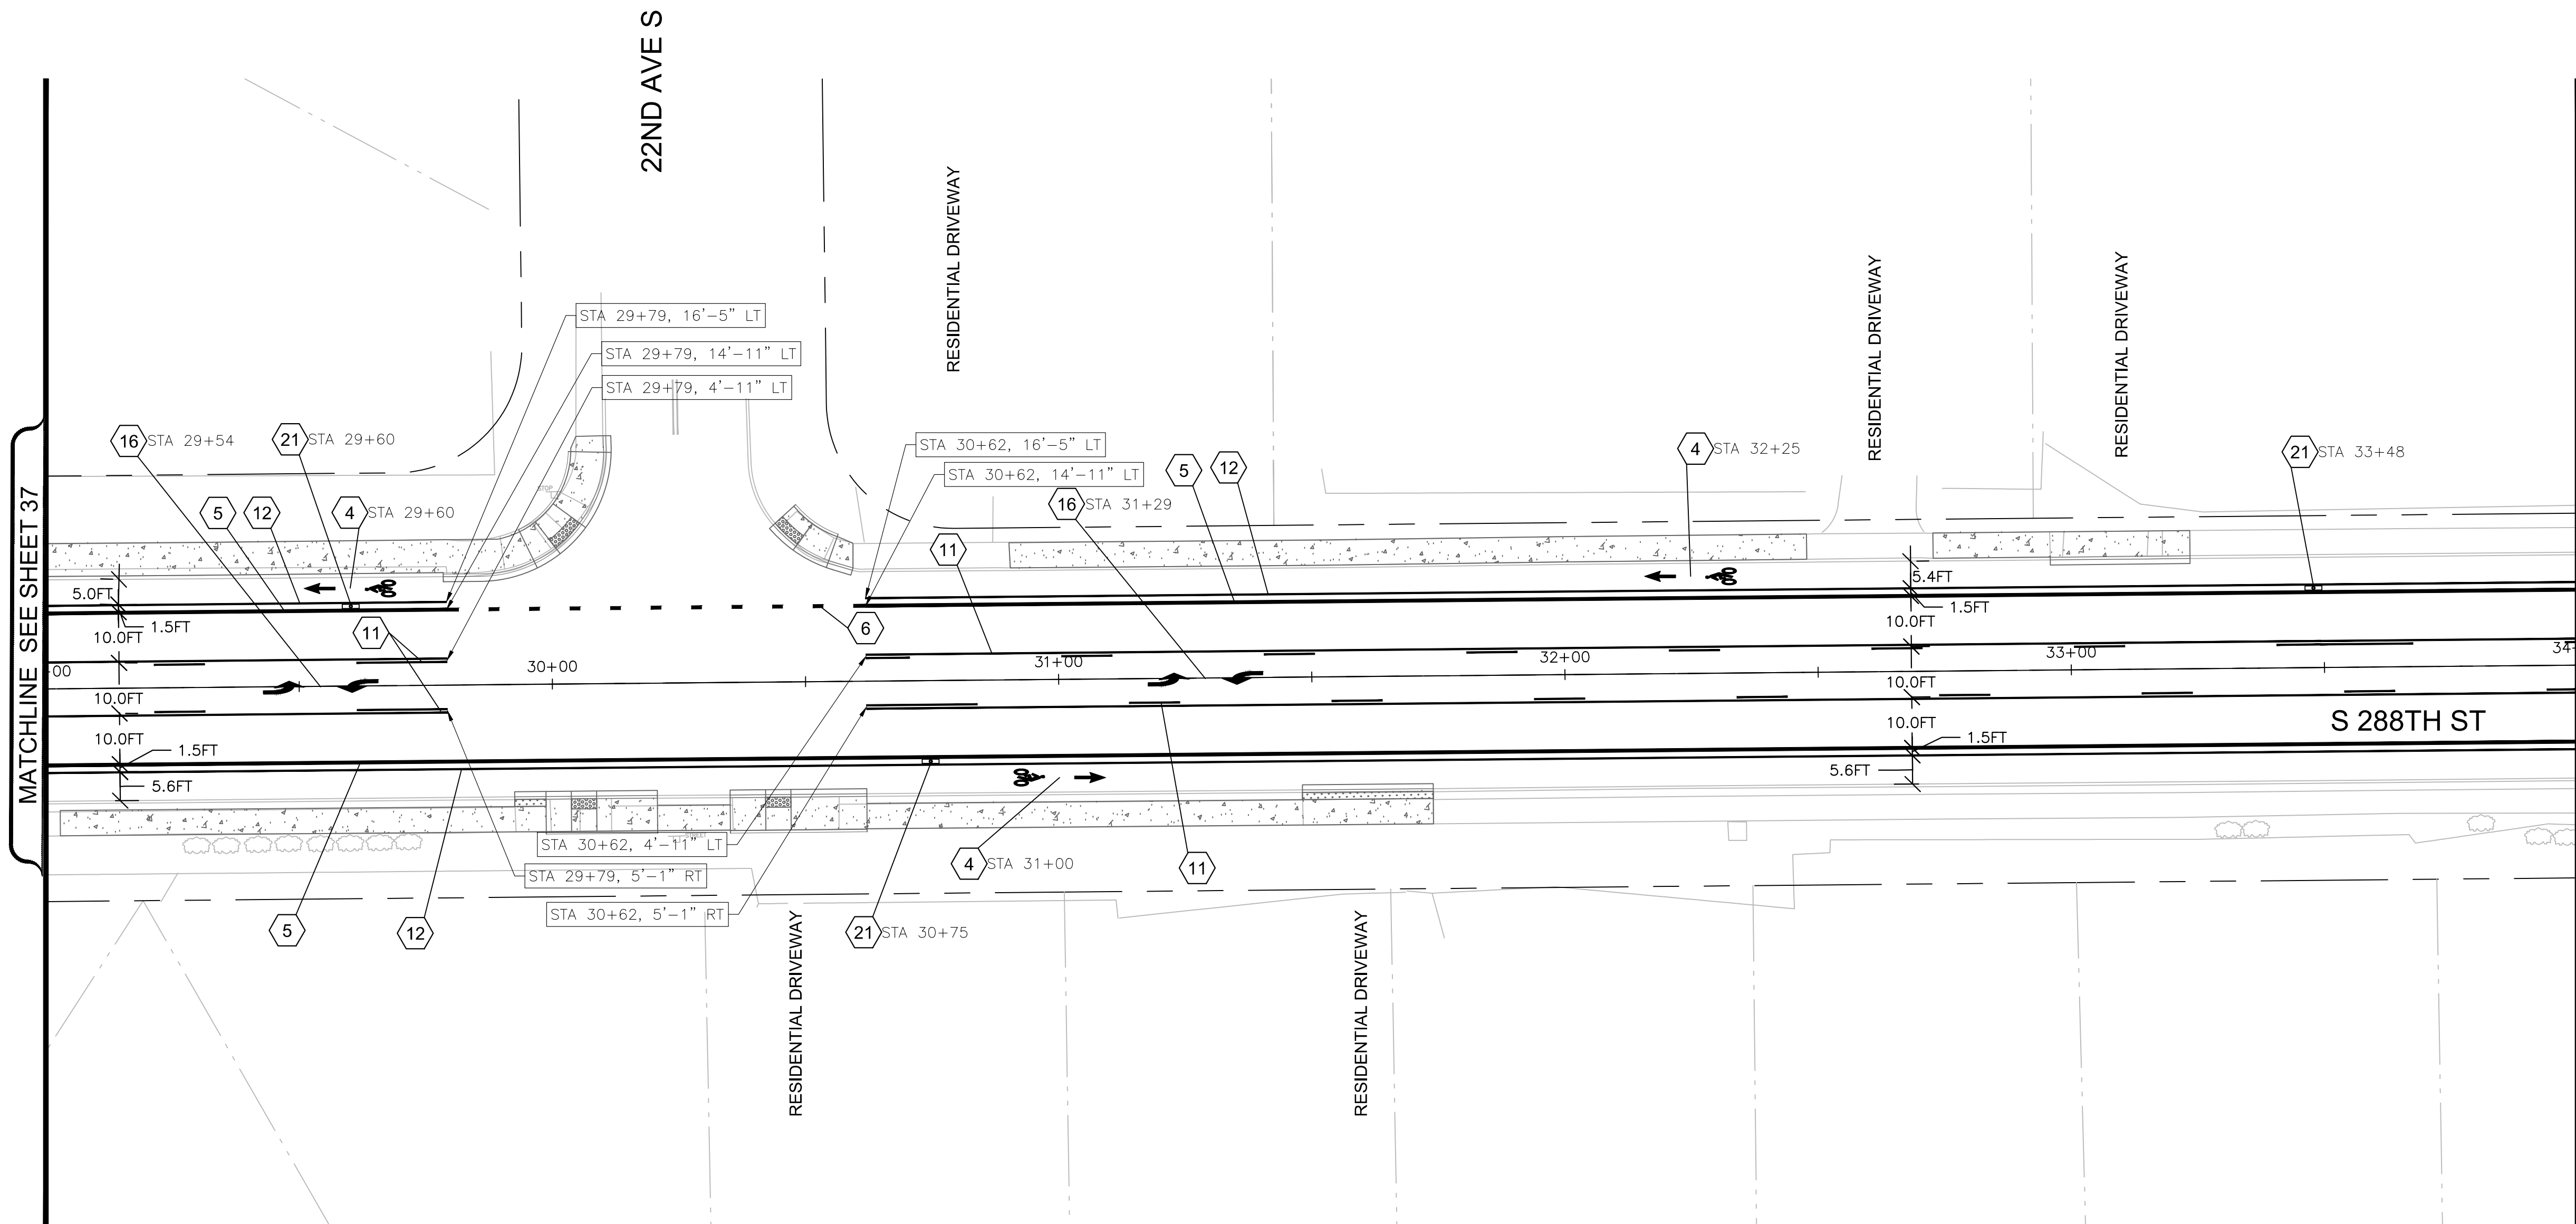 22ND AVE S
RESIDENTIAL DRIVEWAY
RESIDENTIAL DRIVEWAY
RESIDENTIAL DRIVEWAY
STA 29+79, 16'-5" LT
STA 29+79, 14'-11" LT
STA 29+79, 4'-11" LT
16 STA 29+54
21 STA 29+60
STA 30+62, 16'-5" LT
STA 30+62, 14'-11" LT
4 STA 32+25
21 STA 33+48
5
12
4 STA 29+60
5
12
16 STA 31+29
STOP
MATCHLINE SEE SHEET 37
11
5.0FT
1.5FT
10.0FT
11
6
5.4FT
1.5FT
10.0FT
+00
30+00
31+00
32+00
33+00
34+
10.0FT
10.0FT
10.0FT
10.0FT
S 288TH ST
1.5FT
1.5FT
5.6FT
5.6FT
STREET
STA 30+62, 4'-11" LT
STA 29+79, 5'-1" RT
STA 30+62, 5'-1" RT
4 STA 31+00
11
5
12
21 STA 30+75
RESIDENTIAL DRIVEWAY
RESIDENTIAL DRIVEWAY